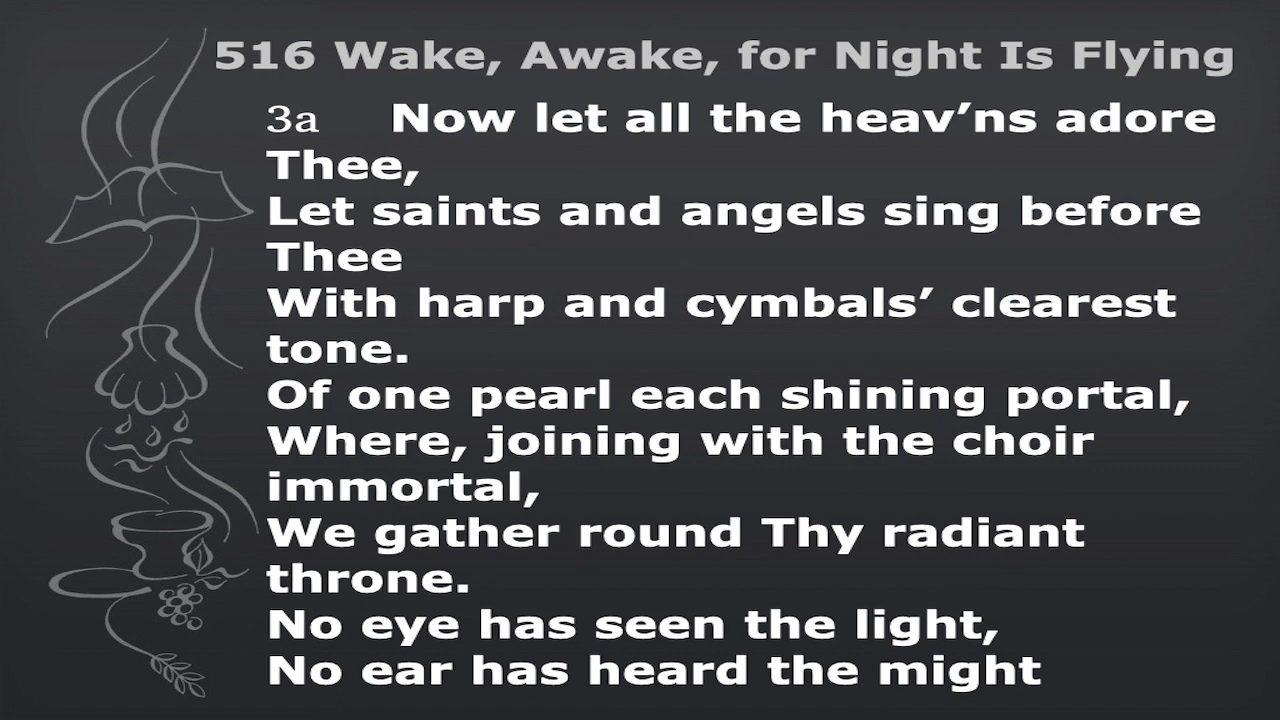 516 Wake, Awake, for Night Is Flying
3a Now let all the heav’ns adore
Thee,
Let saints and angels sing before
Thee
With harp and cymbals’ clearest
tone.
Of one pearl each shining portal,
Where, joining with the choir
immortal,
We gather round Thy radiant
throne.
No eye has seen the light,
No ear has heard the might